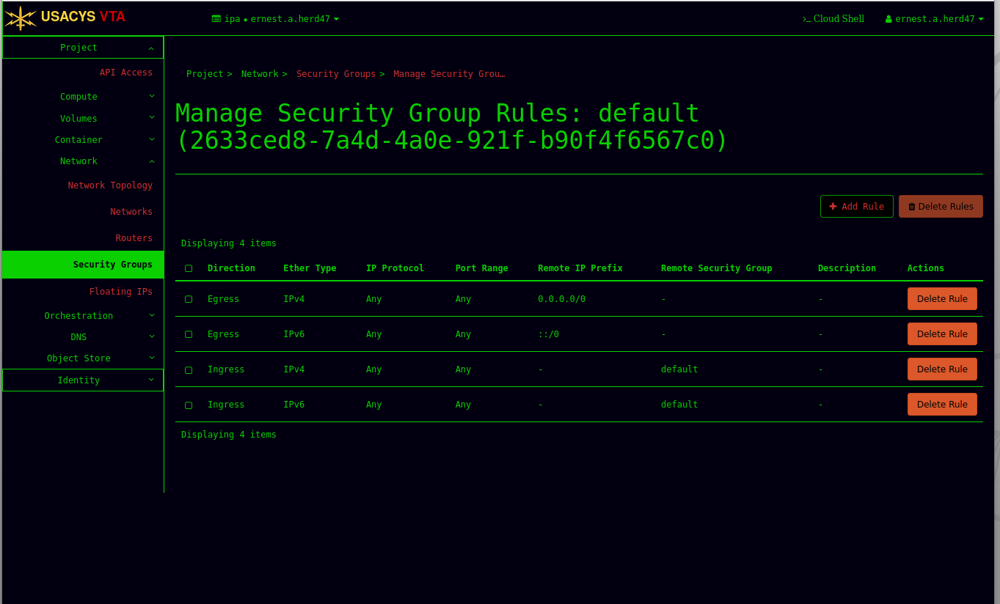 USACYS VTA
ipa • ernest.a.herd47
>_ Cloud Shell
ernest.a.herd47
Project
API Access
Compute
Volumes
Container
Network
Network Topology
Networks
Routers
Security Groups
Floating IPs
Orchestration
DNS
Object Store
Identity
Project > Network > Security Groups > Manage Security Grou…
Manage Security Group Rules: default
(2633ced8-7a4d-4a0e-921f-b90f4f6567c0)
Add Rule Delete Rules
Displaying 4 items
Direction Ether Type IP Protocol Port Range Remote IP Prefix Remote Security Group Description Actions
Egress IPv4 Any Any 0.0.0.0/0 - - Delete Rule
Egress IPv6 Any Any ::/0 - - Delete Rule
Ingress IPv4 Any Any - default - Delete Rule
Ingress IPv6 Any Any - default - Delete Rule
Displaying 4 items